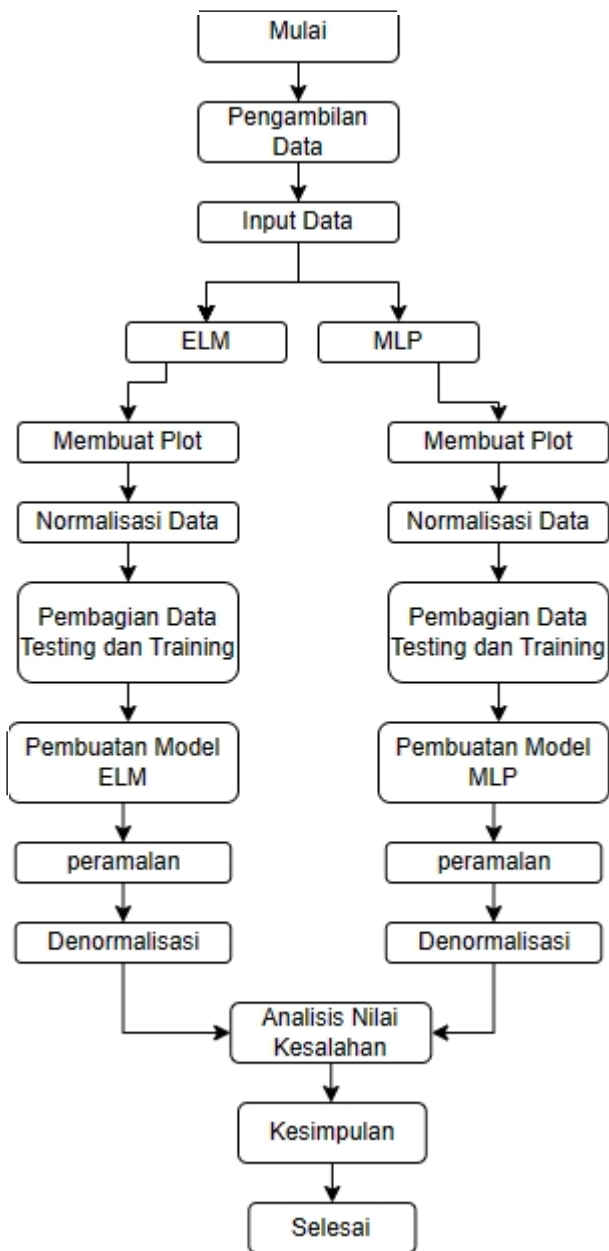 Mulai
Pengambilan
Data
Input Data
ELM
MLP
Membuat Plot
Membuat Plot
Normalisasi Data
Normalisasi Data
Pembagian Data
Testing dan Training
Pembagian Data
Testing dan Training
Pembuatan Model
ELM
Pembuatan Model
MLP
peramalan
peramalan
Denormalisasi
Denormalisasi
Analisis Nilai
Kesalahan
Kesimpulan
Selesai